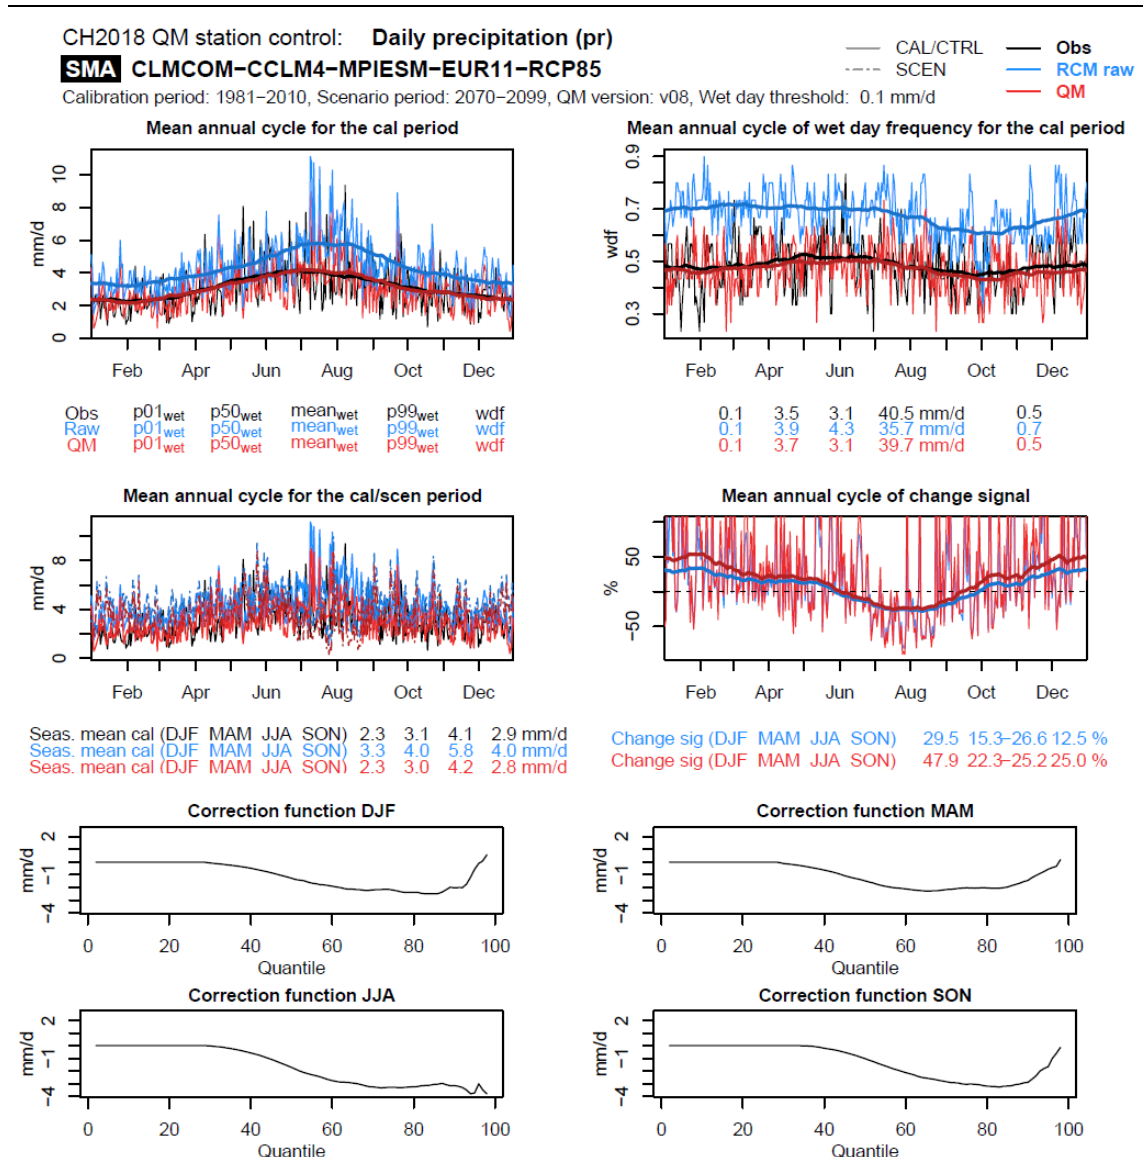 CH2018 QM station control: Daily precipitation (pr)
SMA CLMCOM−CCLM4−MPIESM−EUR11−RCP85
Calibration period: 1981−2010, Scenario period: 2070−2099, QM version: v08, Wet day threshold: 0.1 mm/d
CAL/CTRL
SCEN
Obs
RCM raw
QM
Mean annual cycle for the cal period
mm/d
0 2 4 6 8 10
Feb Apr Jun Aug Oct Dec
Mean annual cycle of wet day frequency for the cal period
wdf
0.3 0.5 0.7 0.9
Feb Apr Jun Aug Oct Dec
Obs p01wet p50wet meanwet p99wet wdf
Raw p01wet p50wet meanwet p99wet wdf
QM p01wet p50wet meanwet p99wet wdf
0.1 3.5 3.1 40.5 mm/d 0.5
0.1 3.9 4.3 35.7 mm/d 0.7
0.1 3.7 3.1 39.7 mm/d 0.5
Mean annual cycle for the cal/scen period
mm/d
0 4 8
Feb Apr Jun Aug Oct Dec
Mean annual cycle of change signal
%
−50 50
Feb Apr Jun Aug Oct Dec
Seas. mean cal (DJF MAM JJA SON) 2.3 3.1 4.1 2.9 mm/d
Seas. mean cal (DJF MAM JJA SON) 3.3 4.0 5.8 4.0 mm/d
Seas. mean cal (DJF MAM JJA SON) 2.3 3.0 4.2 2.8 mm/d
Change sig (DJF MAM JJA SON) 29.5 15.3−26.6 12.5 %
Change sig (DJF MAM JJA SON) 47.9 22.3−25.2 25.0 %
Correction function DJF
mm/d
−4 −1 2
0 20 40 60 80 100
Quantile
Correction function MAM
mm/d
−4 −1 2
0 20 40 60 80 100
Quantile
Correction function JJA
mm/d
−4 −1 2
0 20 40 60 80 100
Quantile
Correction function SON
mm/d
−4 −1 2
0 20 40 60 80 100
Quantile